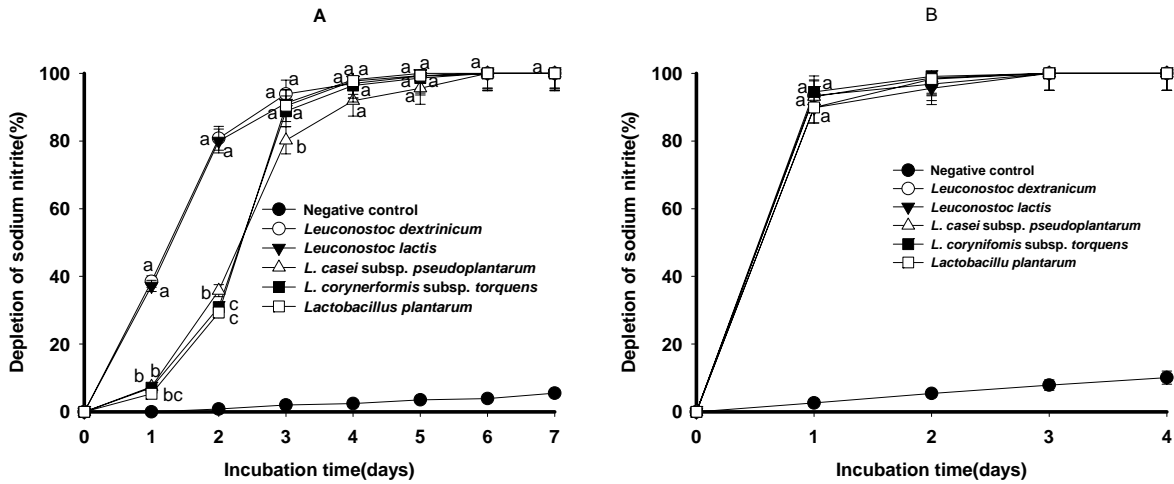 A
a a a a a a
a
a a a
a a a a a
a
b
a
a
b c
c
b b
bc
Depletion of sodium nitrite(%)
100
80
60
40
20
0
Negative control
Leuconostoc dextrinicum
Leuconostoc lactis
L. casei subsp. pseudoplantarum
L. corynerformis subsp. torquens
Lactobacillus plantarum
0 1 2 3 4 5 6 7
Incubation time(days)
B
a a
a
a
Depletion of sodium nitrite(%)
100
80
60
40
20
0
Negative control
Leuconostoc dextranicum
Leuconostoc lactis
L. casei subsp. pseudoplantarum
L. corynifomis subsp. torquens
Lactobacillu plantarum
0 1 2 3 4
Incubation time(days)